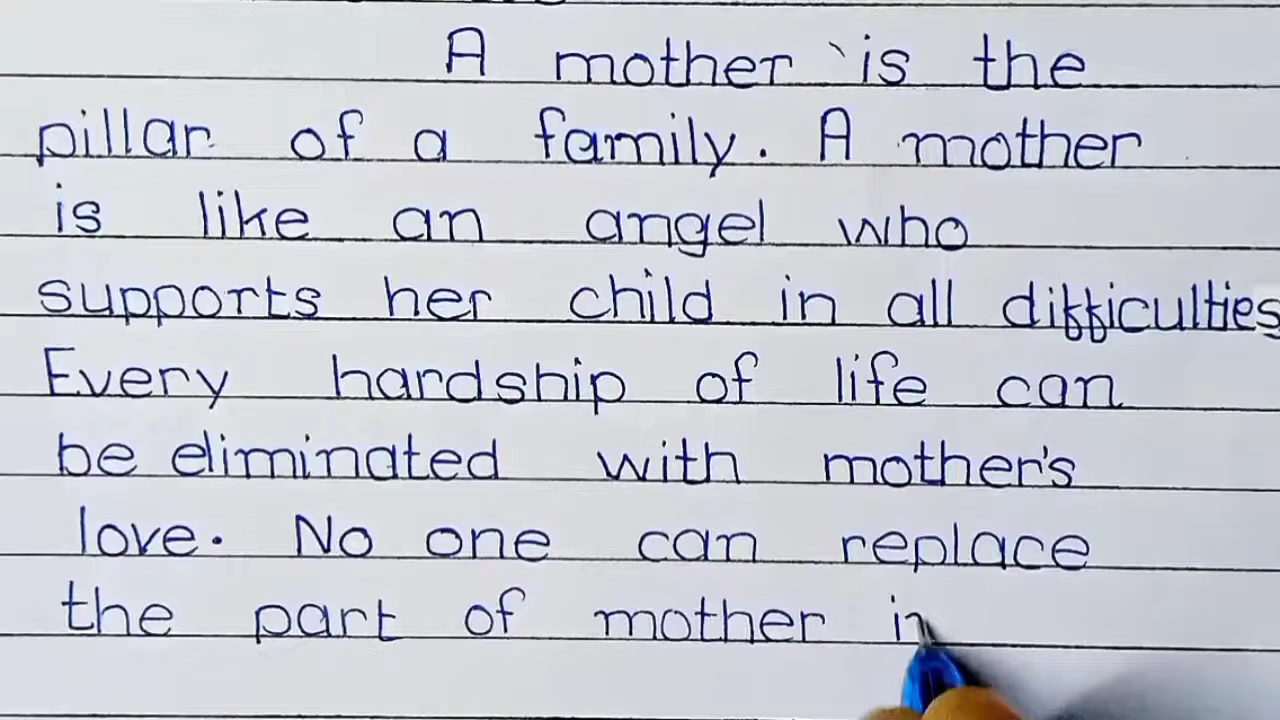 A mother is the
pillar of a family. A mother
is like an angel who
supports her child in all difficulties
Every hardship of life can
be eliminated with mother's
love. No one can replace
the part of mother